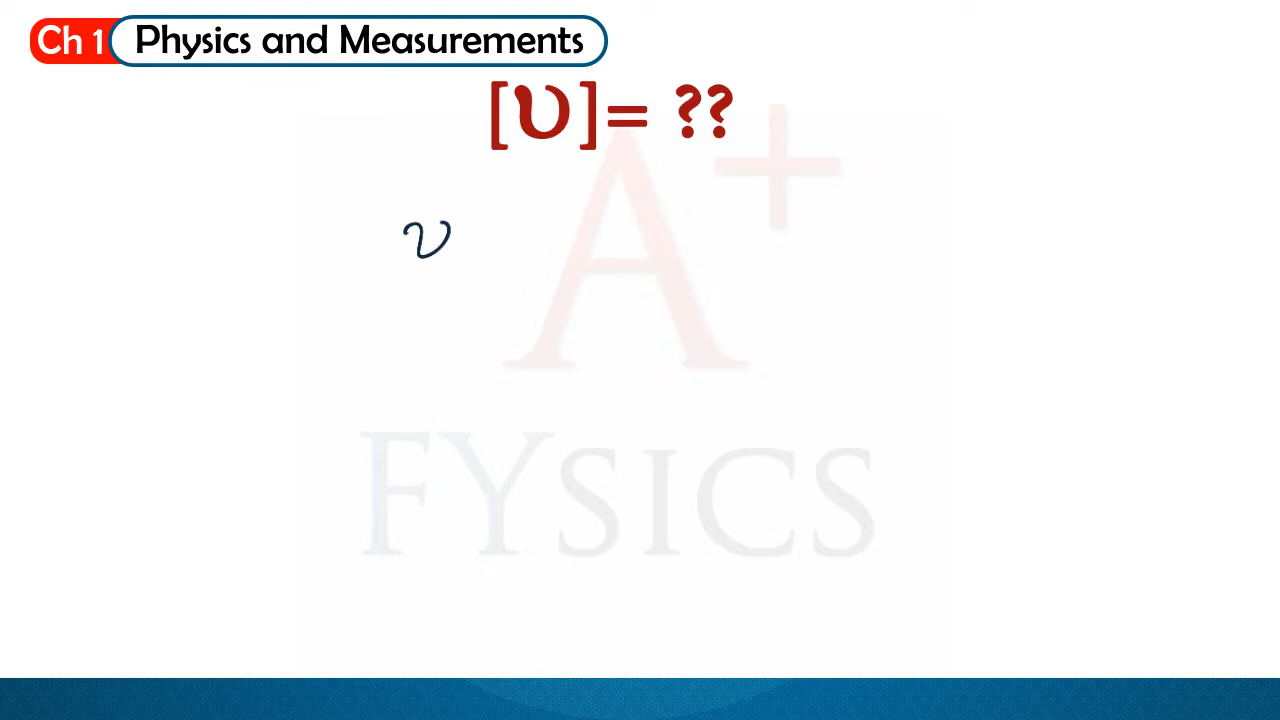 Ch 1 Physics and Measurements
[υ]= ??
υ
A+
FYSICS